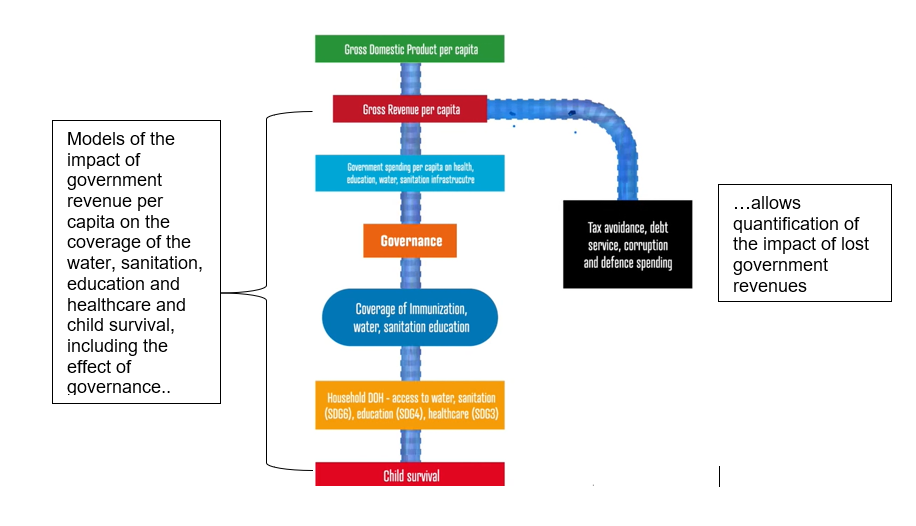 Gross Domestic Product per capita
Gross Revenue per capita
Government spending per capita on health,
education, water, sanitation infrastrucutre
Governance
Coverage of Immunization,
water, sanitation education
Household DOH - access to water, sanitation
(SDG6), education (SDG4), healthcare (SDG3)
Child survival
Models of the
impact of
government
revenue per
capita on the
coverage of the
water, sanitation,
education and
healthcare and
child survival,
including the
effect of
governance..
Tax avoidance, debt
service, corruption
and defence spending
…allows
quantification of
the impact of lost
government
revenues